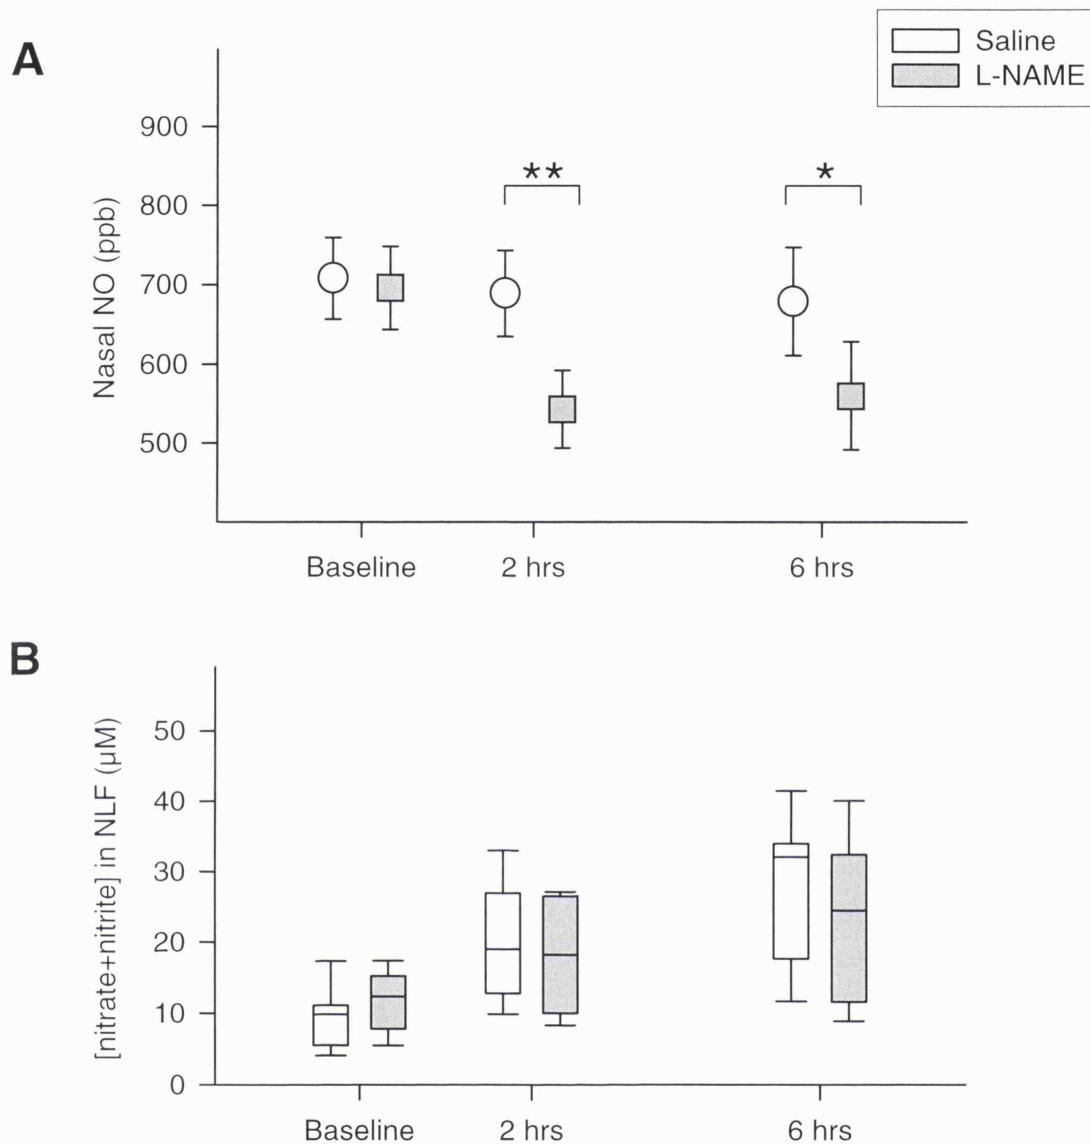 Saline
L-NAME
A
Nasal NO (ppb)
900
800
700
600
500
**
*
Baseline 2 hrs 6 hrs
B
[nitrate+nitrite] in NLF (µM)
50
40
30
20
10
0
Baseline 2 hrs 6 hrs